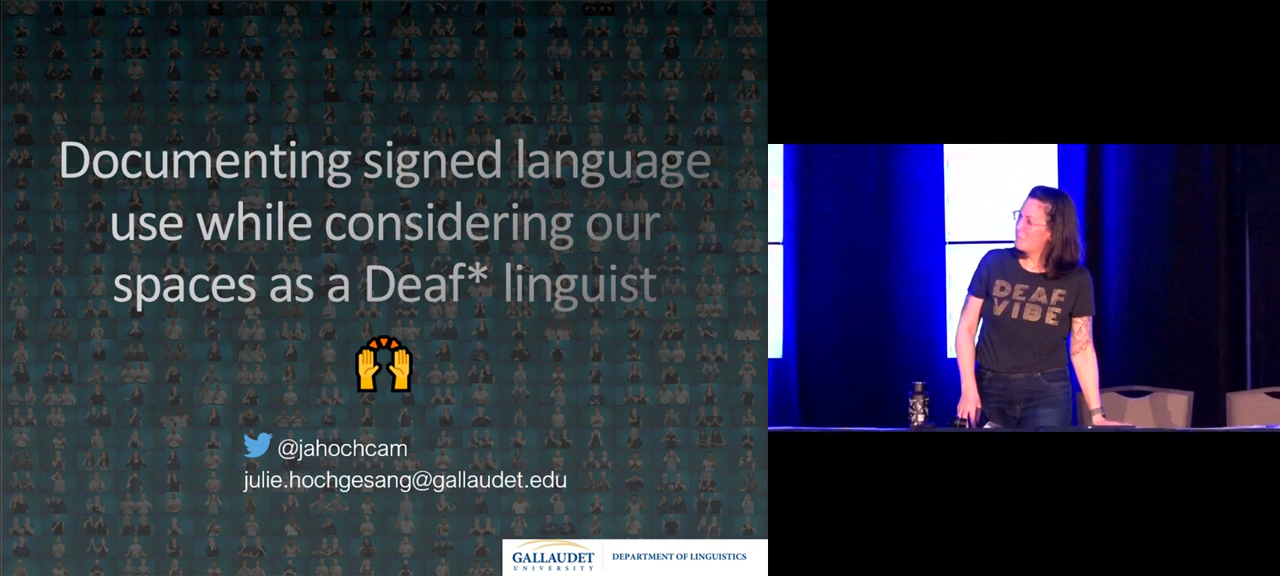 Documenting signed language
use while considering our
spaces as a Deaf* linguist
@jahochcam
julie.hochgesang@gallaudet.edu
GALLAUDET
UNIVERSITY
DEPARTMENT OF LINGUISTICS
DEAF
VIBE